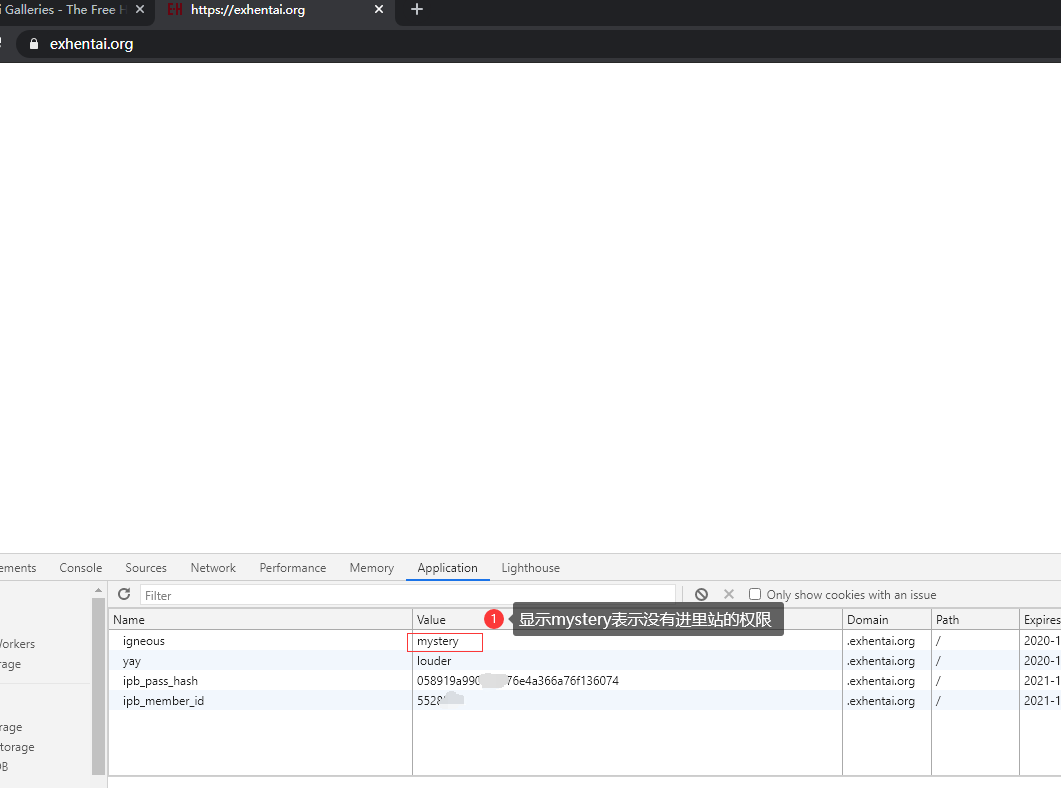 i Galleries - The Free H
EH https://exhentai.org
exhentai.org
ements Console Sources Network Performance Memory Application Lighthouse
Filter
Only show cookies with an issue
Name Value Domain Path Expires
1 显示mystery表示没有进里站的权限
igneous mystery .exhentai.org / 2020-1
yay louder .exhentai.org / 2020-1
ipb_pass_hash 058919a990 76e4a366a76f136074 .exhentai.org / 2021-1
ipb_member_id 5528 .exhentai.org / 2021-1
Workers
rage
rage
torage
DB